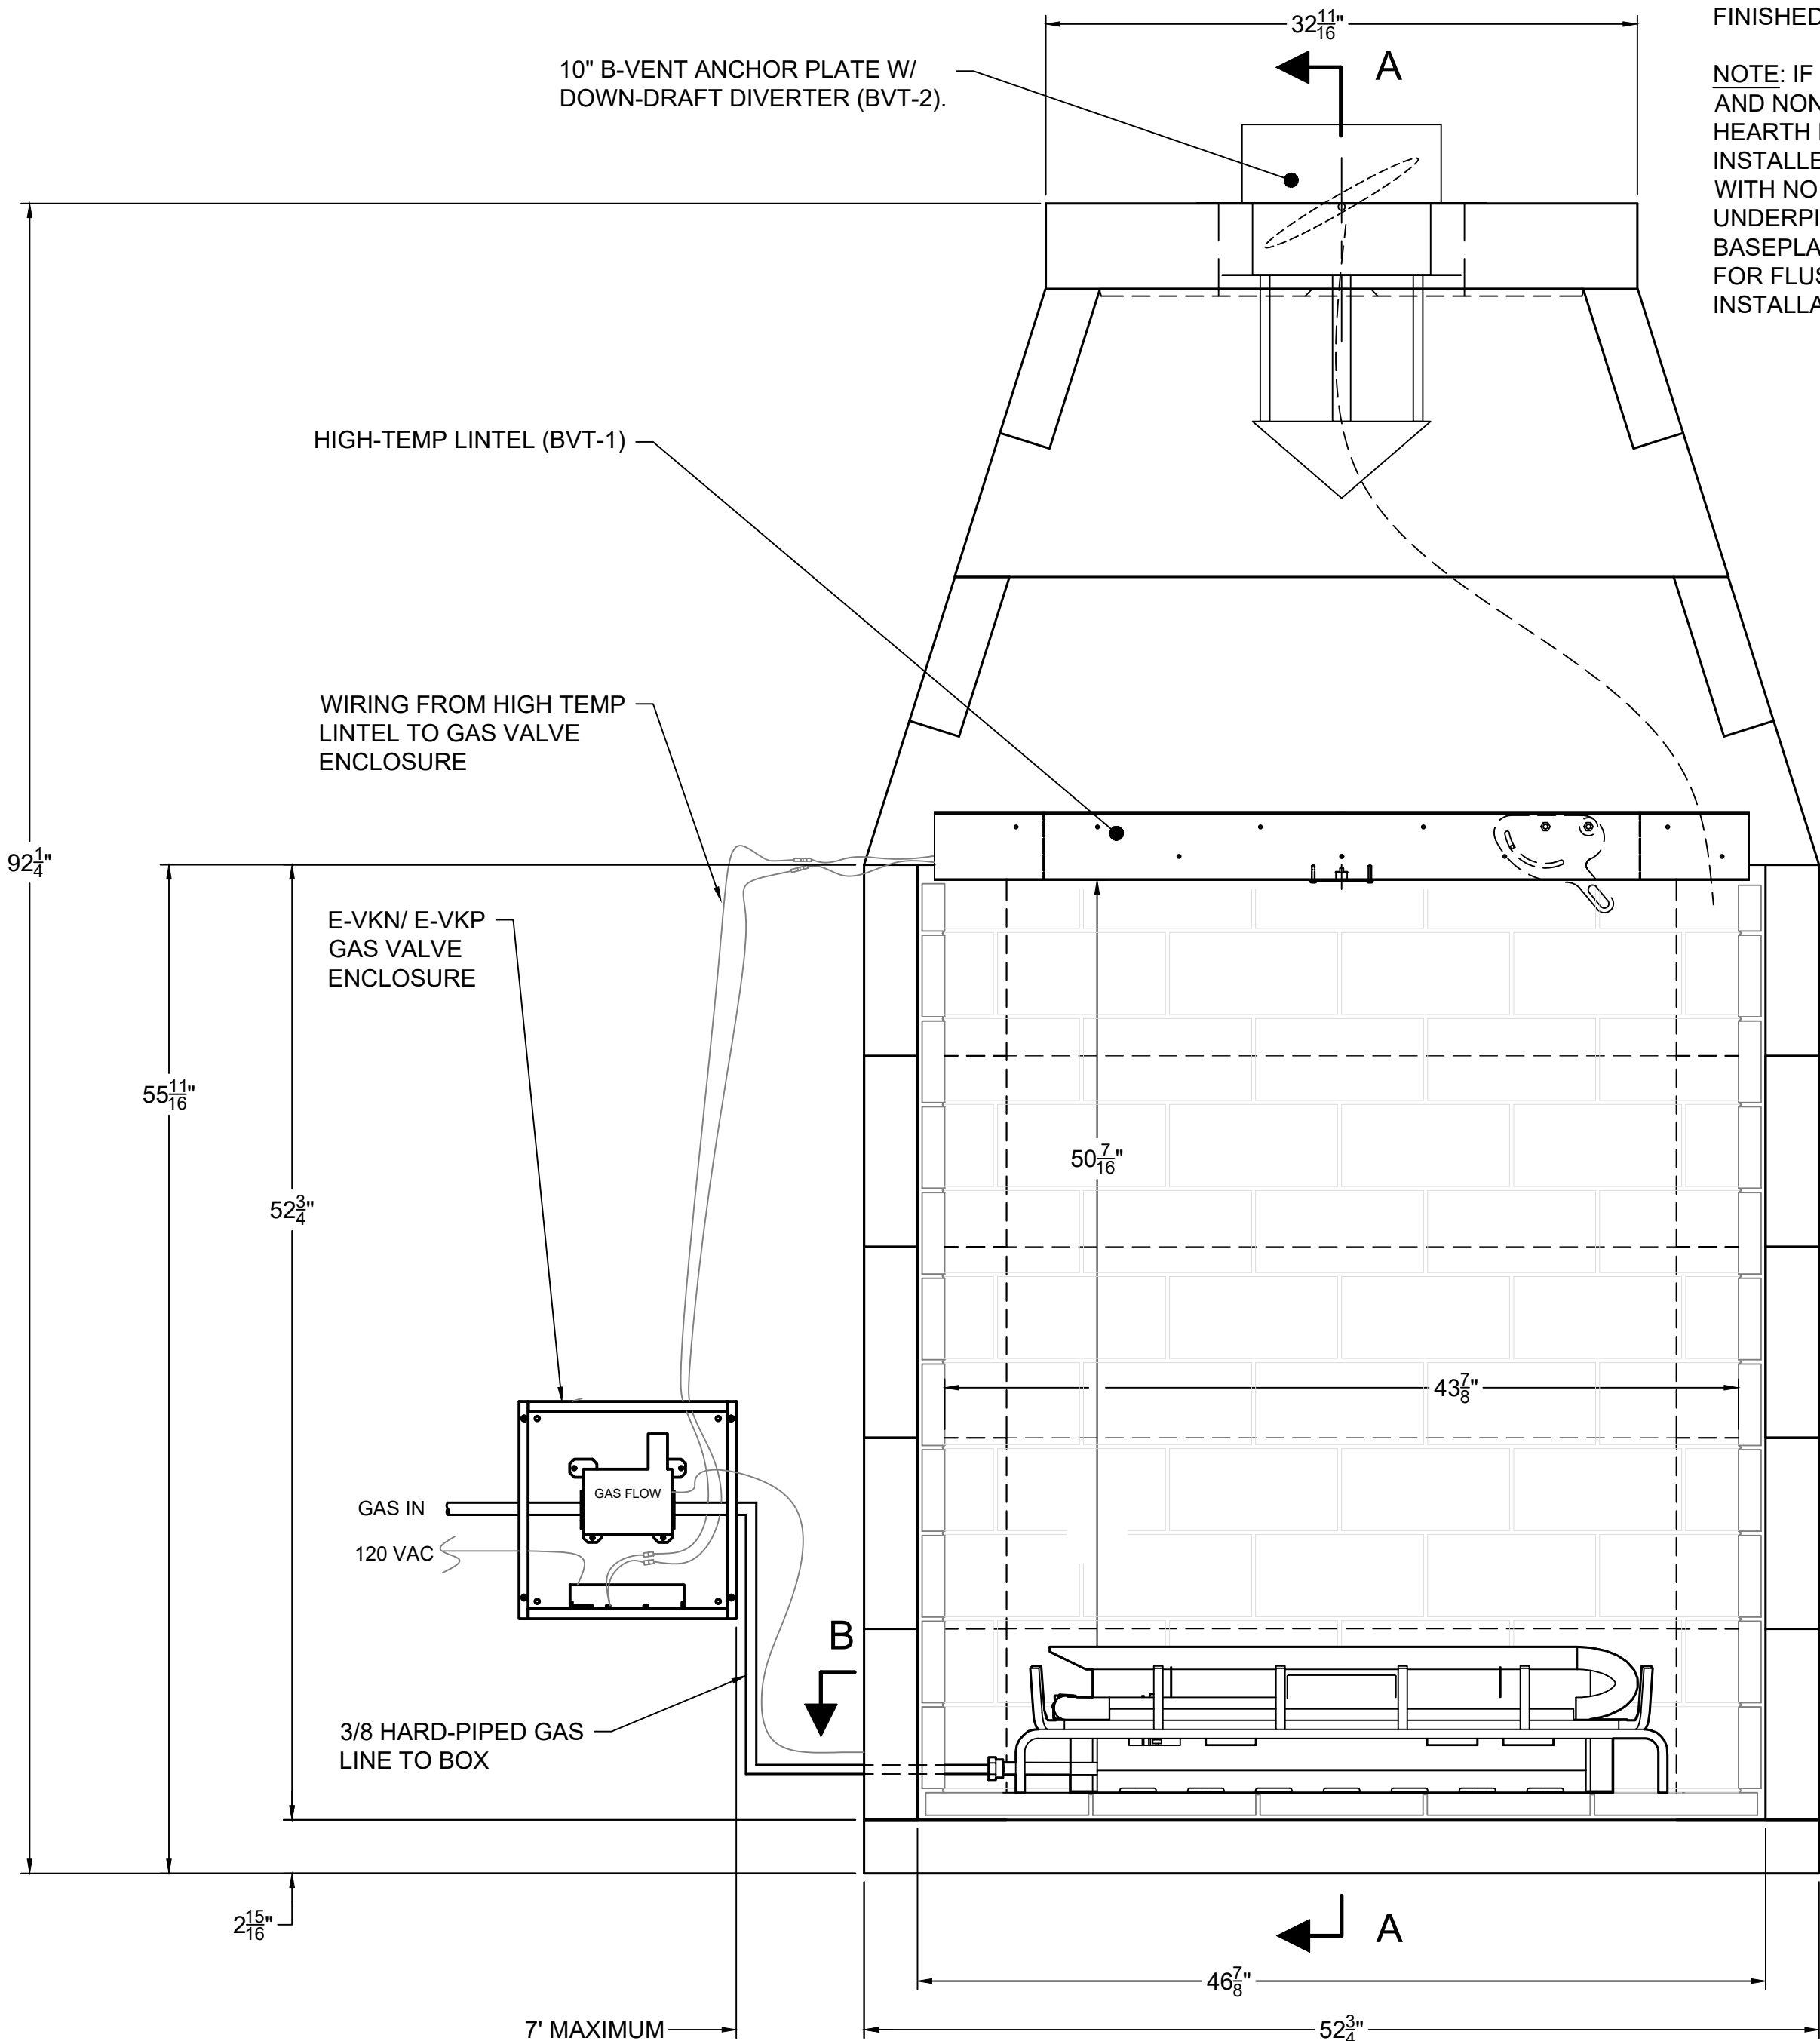 32 11/16"
A
10" B-VENT ANCHOR PLATE W/
DOWN-DRAFT DIVERTER (BVT-2).
FINISHED
NOTE: IF
AND NON
HEARTH
INSTALLE
WITH NO
UNDERPI
BASEPLA
FOR FLUS
INSTALLA
HIGH-TEMP LINTEL (BVT-1)
WIRING FROM HIGH TEMP
LINTEL TO GAS VALVE
ENCLOSURE
92 1/4"
E-VKN/ E-VKP
GAS VALVE
ENCLOSURE
55 11/16"
50 7/16"
52 3/4"
43 7/8"
GAS FLOW
GAS IN
120 VAC
B
3/8 HARD-PIPED GAS
LINE TO BOX
2 15/16"
A
46 7/8"
7' MAXIMUM
52 3/4"